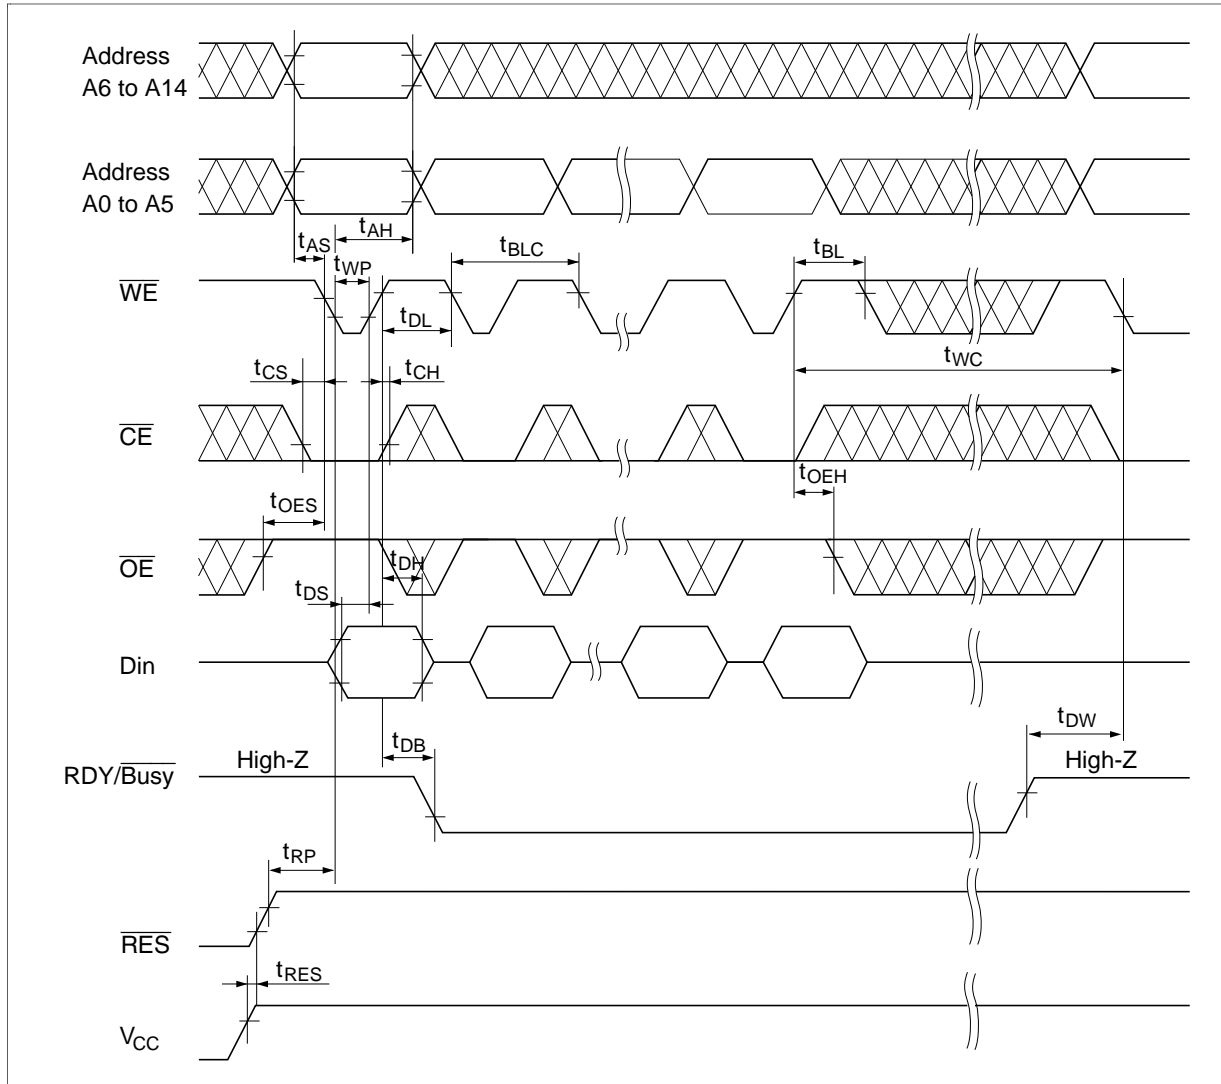 Address
A6 to A14
Address
A0 to A5
tAH
tAS
tBLC
tBL
tWP
WE
tDL
tWC
tCS
tCH
CE
tOEH
tOES
OE
tDH
tDS
Din
tDW
tDB
High-Z
High-Z
RDY/Busy
tRP
RES
tRES
VCC